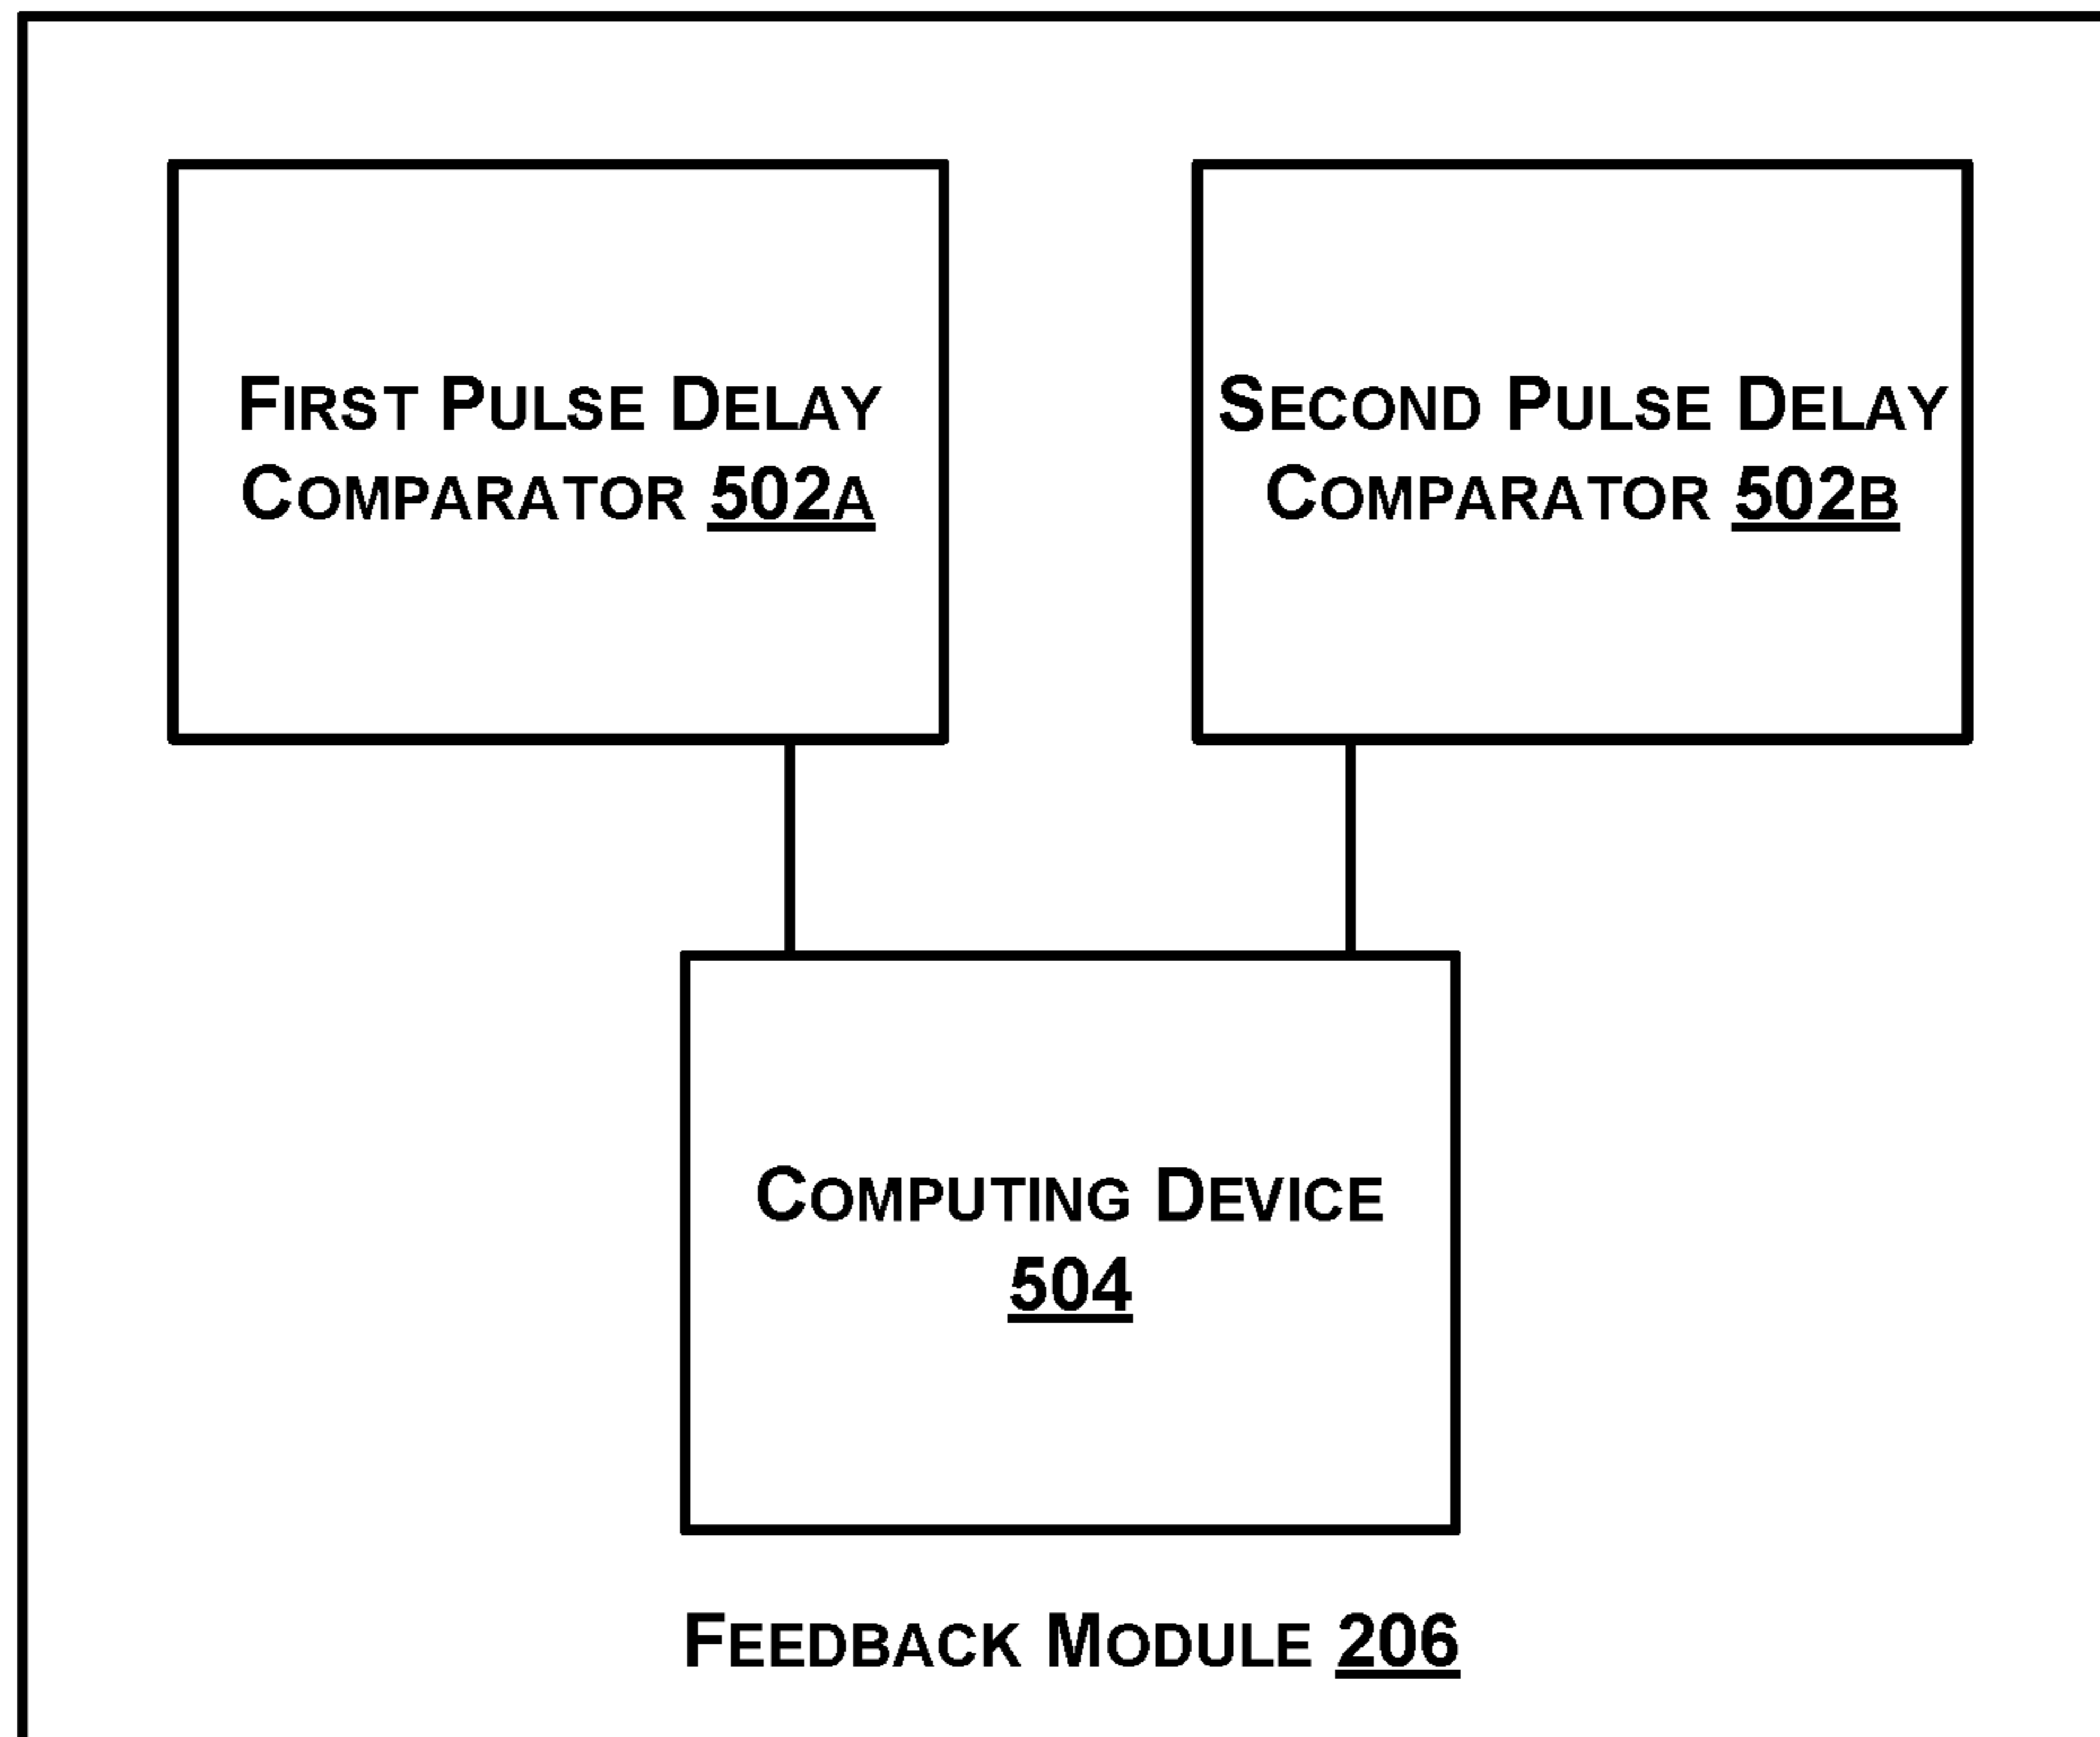 First Pulse Delay
Comparator 502A
Second Pulse Delay
Comparator 502B
Computing Device
504
Feedback Module 206